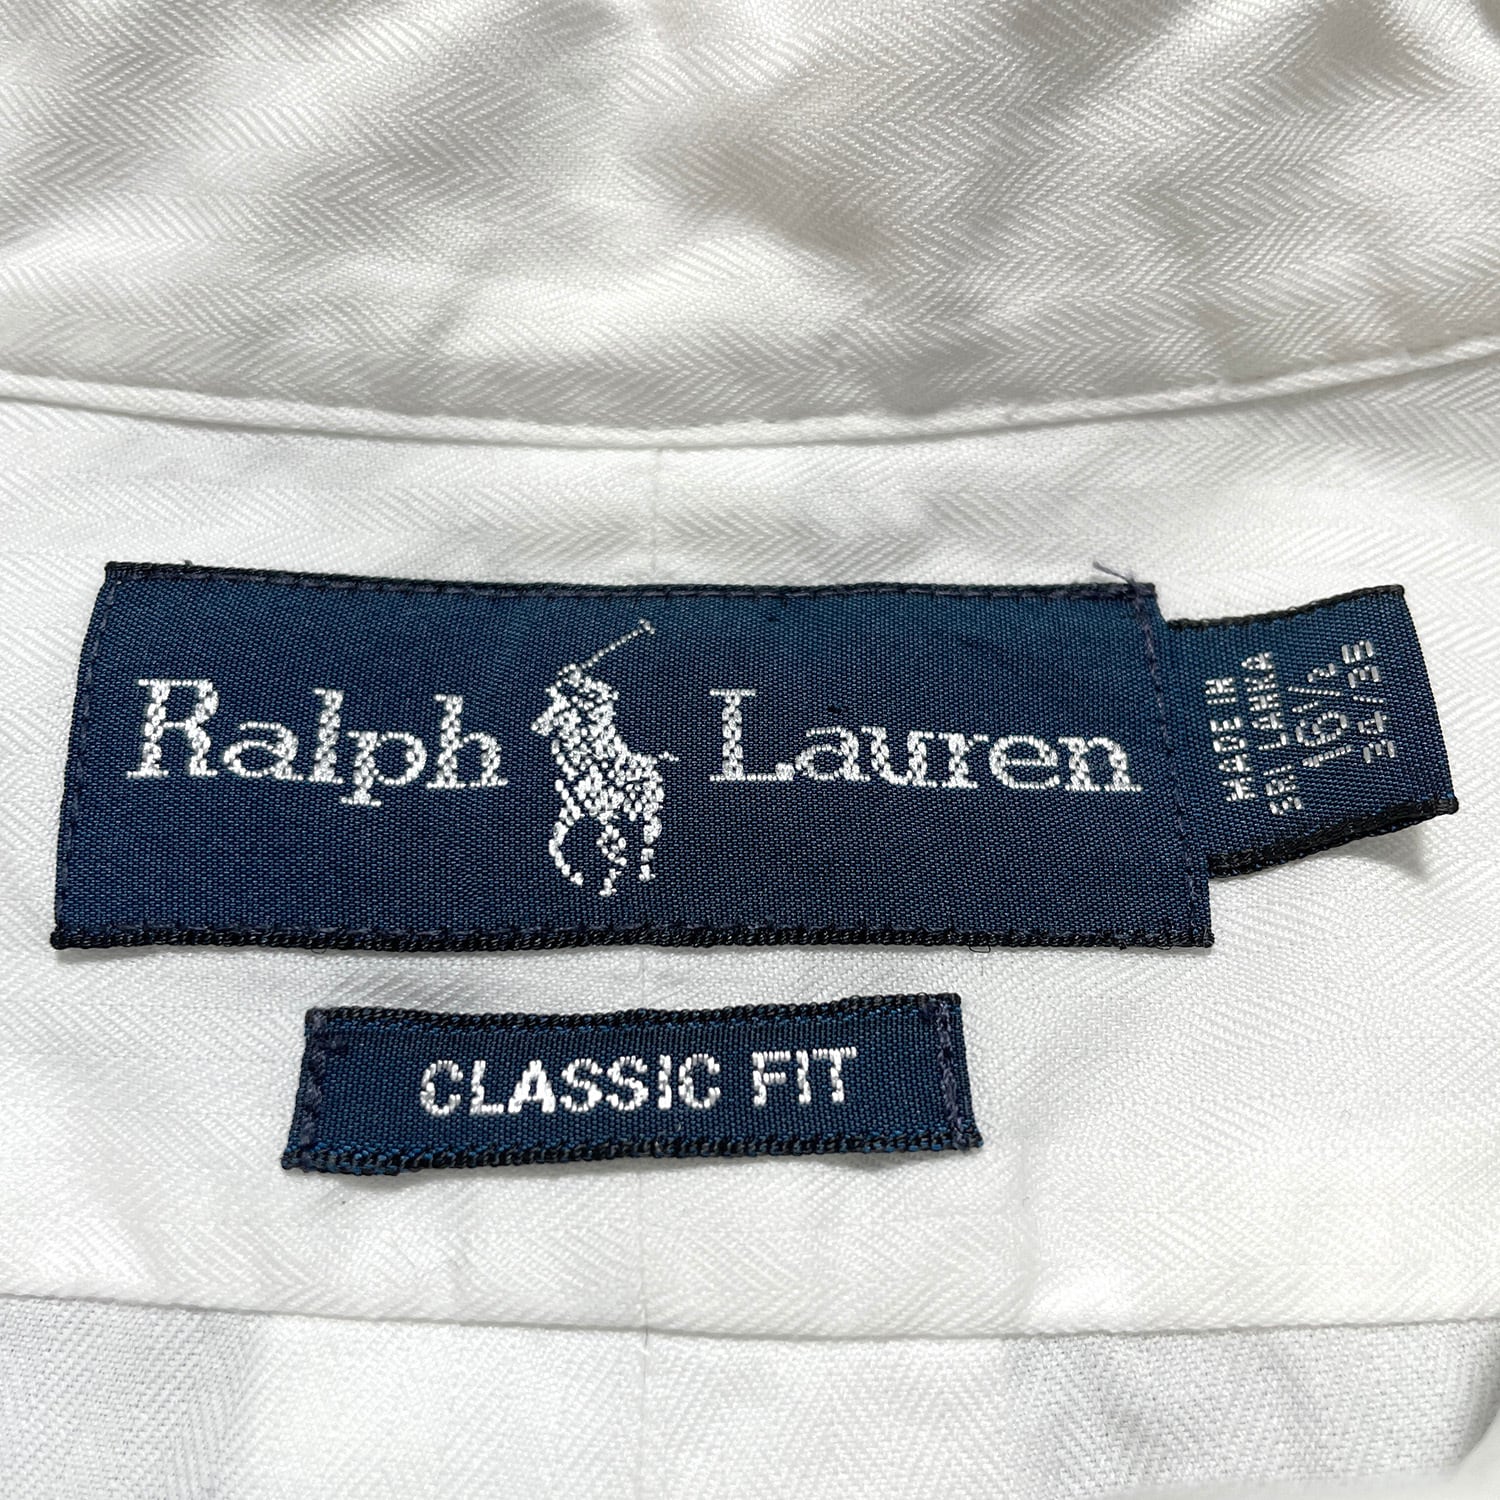 Ralph Lauren
MADE IN
SRI LANKA
16 1/2
34/35
CLASSIC FIT